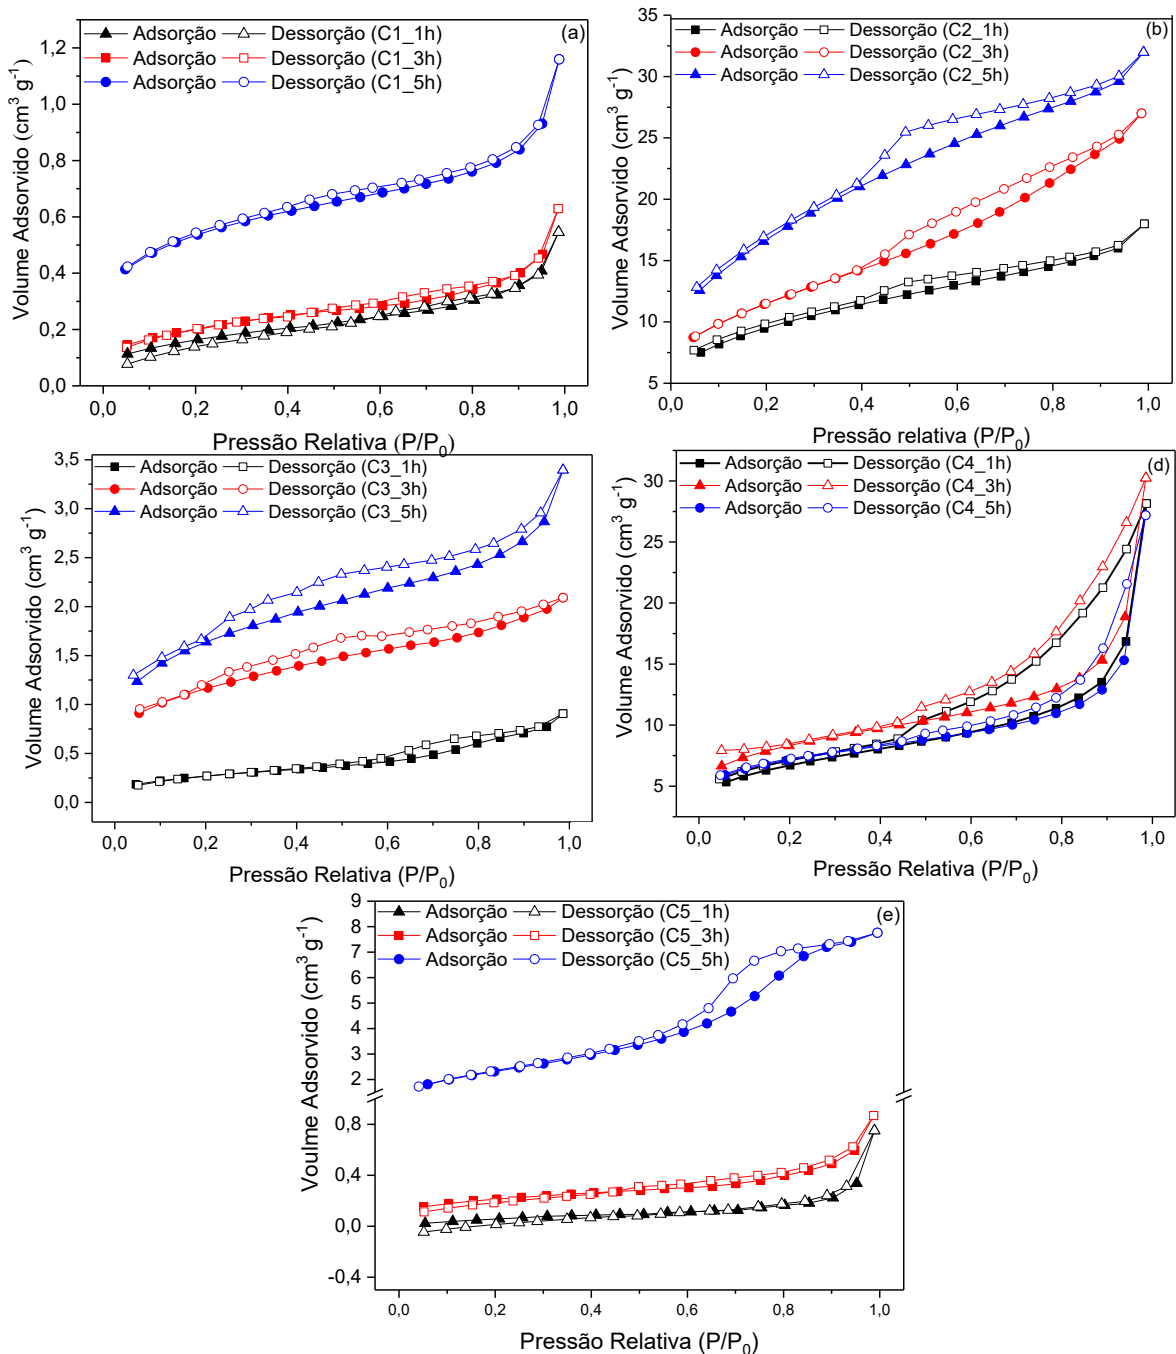 Adsorção Dessorção (C1_1h) (a)
Adsorção Dessorção (C1_3h)
Adsorção Dessorção (C1_5h)
1,2
1,0
0,8
0,6
0,4
0,2
0,0
Volume Adsorvido (cm³ g⁻¹)
0,0 0,2 0,4 0,6 0,8 1,0
Pressão Relativa (P/P₀)
Adsorção Dessorção (C2_1h) (b)
Adsorção Dessorção (C2_3h)
Adsorção Dessorção (C2_5h)
35
30
25
20
15
10
5
Volume Adsorvido (cm³ g⁻¹)
0,0 0,2 0,4 0,6 0,8 1,0
Pressão relativa (P/P₀)
Adsorção Dessorção (C3_1h)
Adsorção Dessorção (C3_3h)
Adsorção Dessorção (C3_5h)
3,5
3,0
2,5
2,0
1,5
1,0
0,5
0,0
Volume Adsorvido (cm³ g⁻¹)
0,0 0,2 0,4 0,6 0,8 1,0
Pressão Relativa (P/P₀)
Adsorção Dessorção (C4_1h) (d)
Adsorção Dessorção (C4_3h)
Adsorção Dessorção (C4_5h)
30
25
20
15
10
5
Volume Adsorvido (cm³ g⁻¹)
0,0 0,2 0,4 0,6 0,8 1,0
Pressão Relativa (P/P₀)
Adsorção Dessorção (C5_1h) (e)
Adsorção Dessorção (C5_3h)
Adsorção Dessorção (C5_5h)
9
8
7
6
5
4
3
2
0,8
0,4
0,0
-0,4
Voulme Adsorvido (cm³ g⁻¹)
0,0 0,2 0,4 0,6 0,8 1,0
Pressão Relativa (P/P₀)